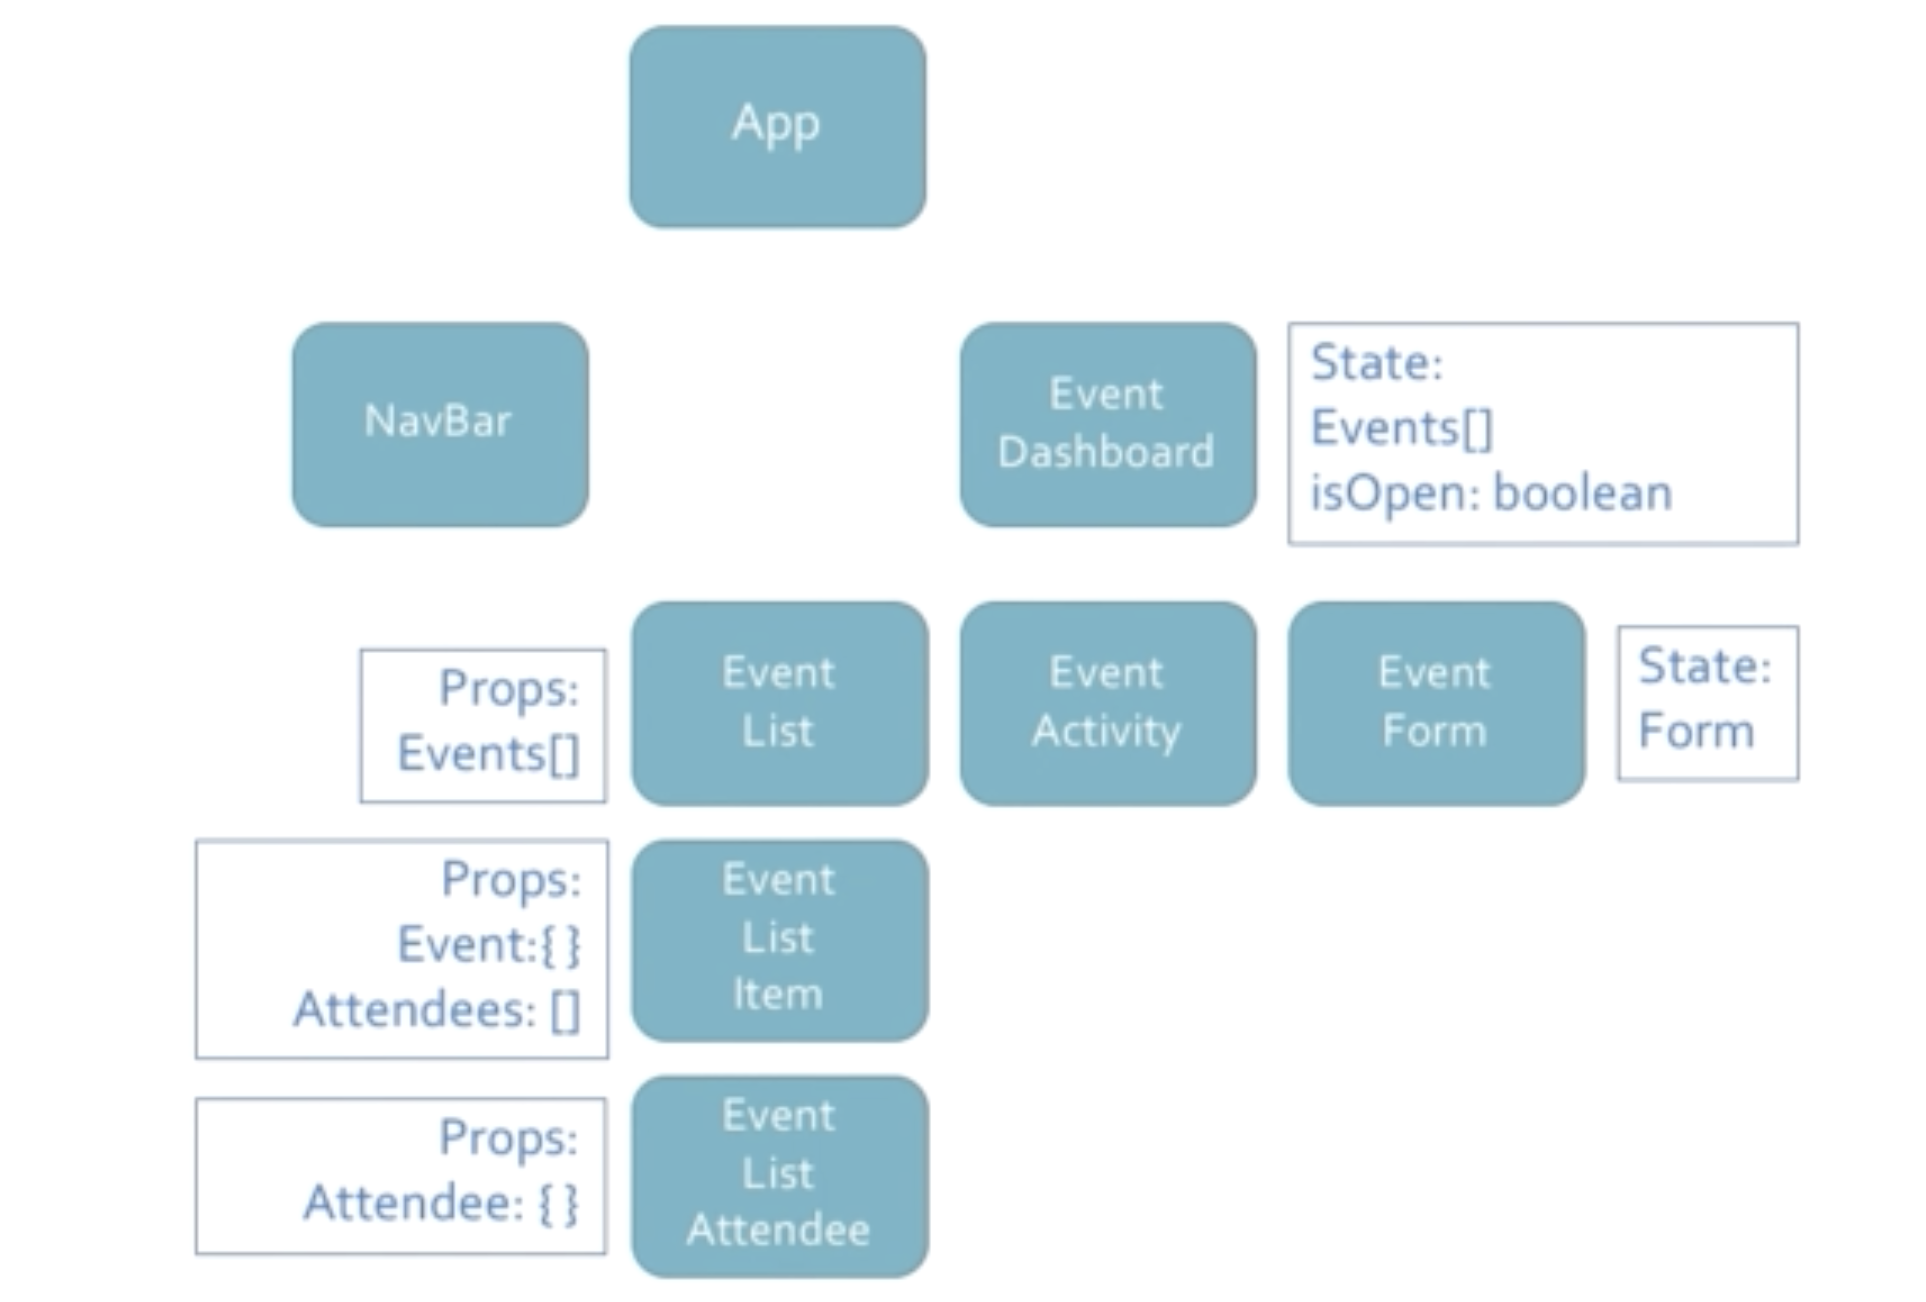 App
NavBar
Event
Dashboard
State:
Events[]
isOpen: boolean
Props:
Events[]
Event
List
Event
Activity
Event
Form
State:
Form
Props:
Event:{ }
Attendees: []
Event
List
Item
Props:
Attendee: { }
Event
List
Attendee